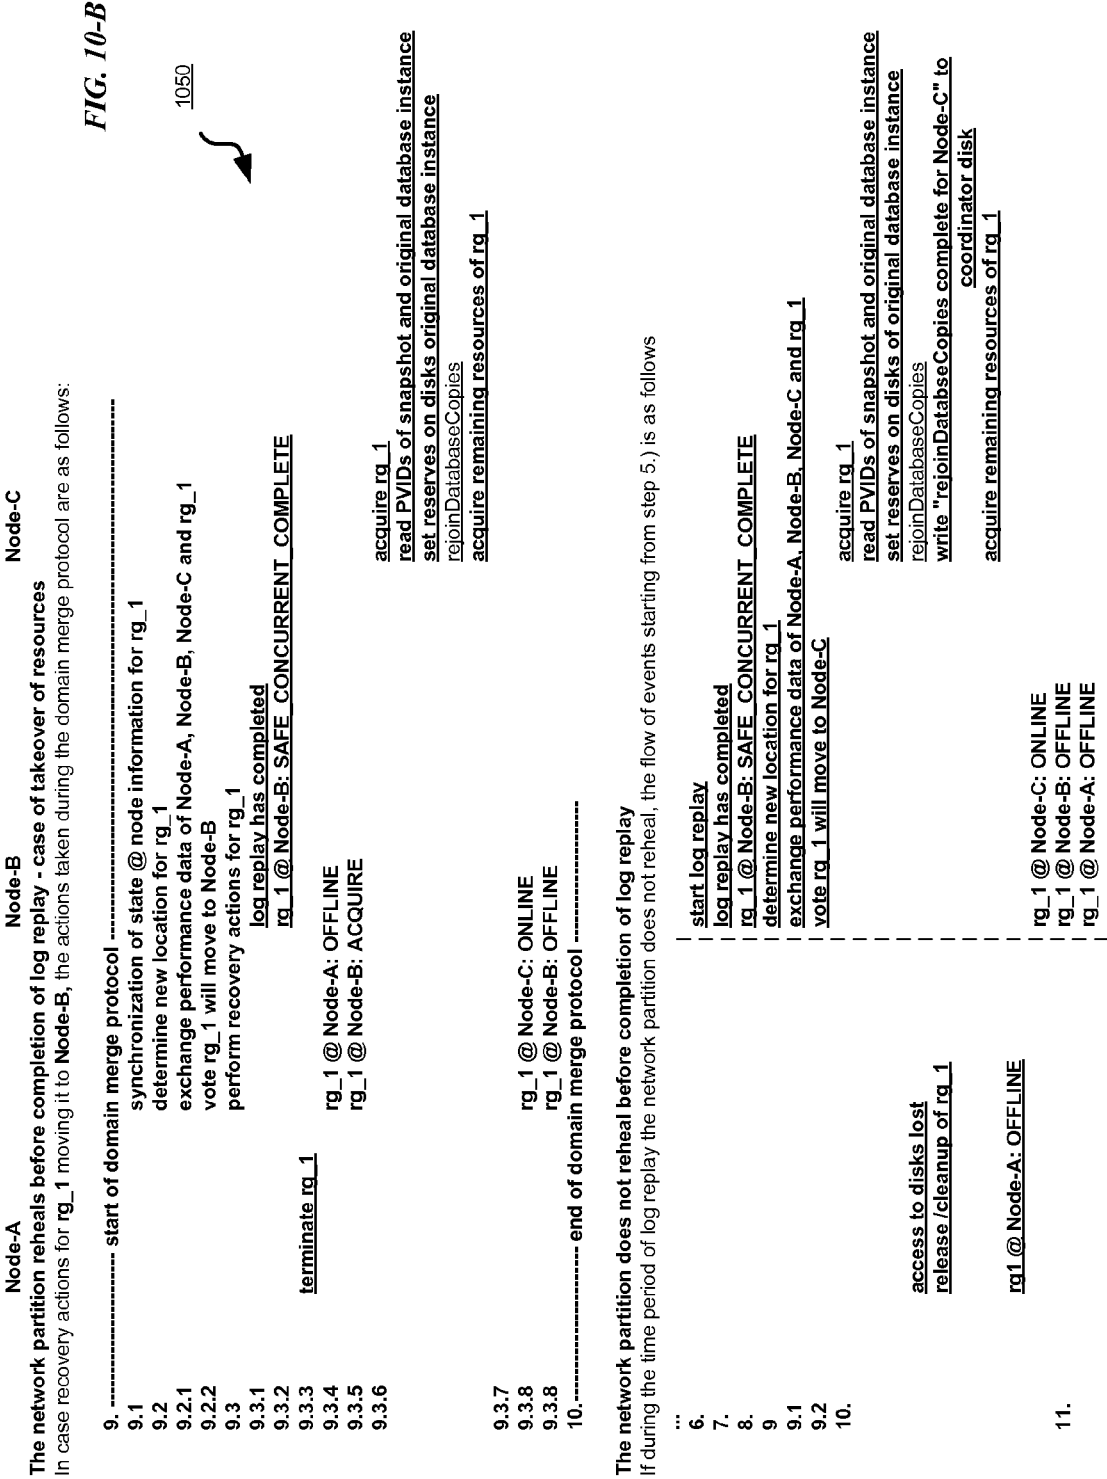 FIG. 10-B
1050
Node-A Node-B Node-C
The network partition reheals before completion of log replay - case of takeover of resources
In case recovery actions for rg_1 moving it to Node-B, the actions taken during the domain merge protocol are as follows:
9. ---------------------- start of domain merge protocol ----------------------------------------------------------------
9.1 synchronization of state @ node information for rg_1
9.2 determine new location for rg_1
9.2.1 exchange performance data of Node-A, Node-B, Node-C and rg_1
9.2.2 vote rg_1 will move to Node-B
9.3 perform recovery actions for rg_1
9.3.1 log replay has completed
9.3.2 rg_1 @ Node-B: SAFE_CONCURRENT_COMPLETE
9.3.3 terminate rg_1
9.3.4 rg_1 @ Node-A: OFFLINE
9.3.5 rg_1 @ Node-B: ACQUIRE
9.3.6 acquire rg_1
read PVIDs of snapshot and original database instance
set reserves on disks original database instance
rejoinDatabaseCopies
acquire remaining resources of rg_1
9.3.7
9.3.8 rg_1 @ Node-C: ONLINE
9.3.8 rg_1 @ Node-B: OFFLINE
10.---------------------- end of domain merge protocol ----------------------
The network partition does not reheal before completion of log replay
If during the time period of log replay the network partition does not reheal, the flow of events starting from step 5.) is as follows
...
6. start log replay
7. log replay has completed
8. rg_1 @ Node-B: SAFE_CONCURRENT_COMPLETE
9 determine new location for rg_1
9.1 exchange performance data of Node-A, Node-B, Node-C and rg_1
9.2 vote rg_1 will move to Node-C
10. acquire rg_1
read PVIDs of snapshot and original database instance
set reserves on disks of original database instance
access to disks lost rejoinDatabaseCopies
release /cleanup of rg_1 write "rejoinDatabseCopies complete for Node-C" to
coordinator disk
acquire remaining resources of rg_1
rg1 @ Node-A: OFFLINE
rg_1 @ Node-C: ONLINE
11. rg_1 @ Node-B: OFFLINE
rg_1 @ Node-A: OFFLINE